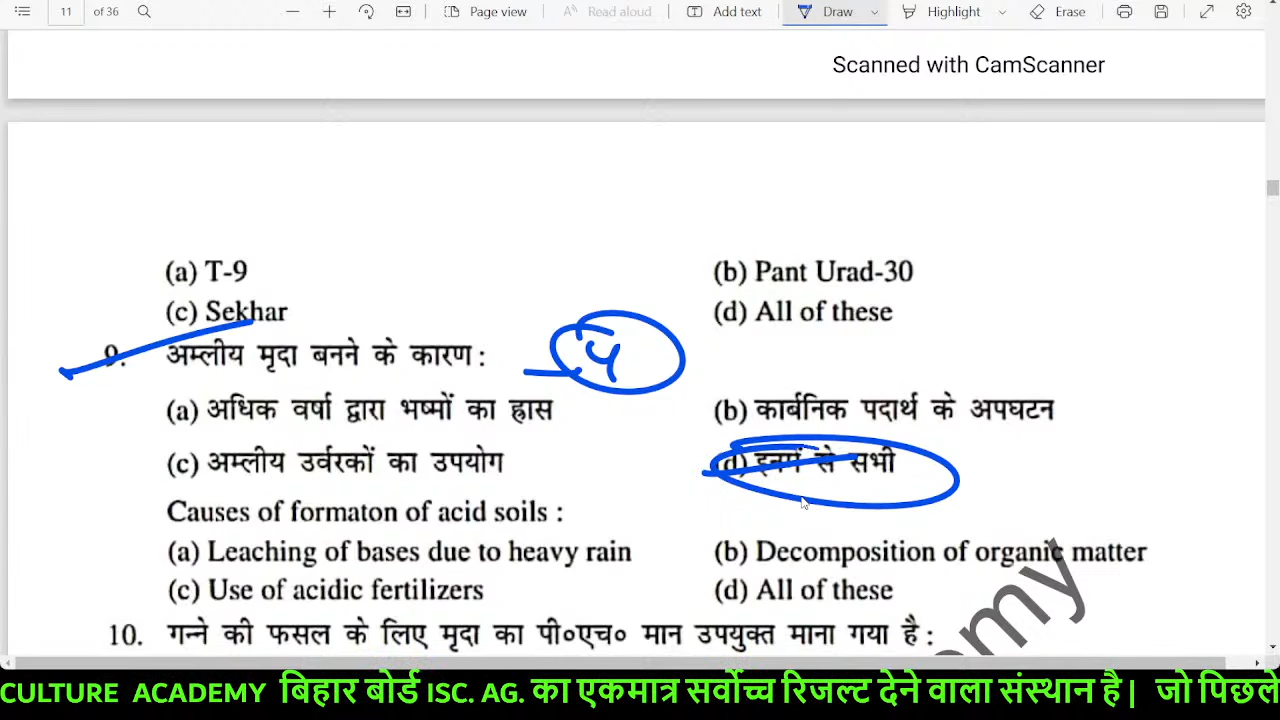 11 of 36 Page view Read aloud Add text Draw Highlight Erase
Scanned with CamScanner
(a) T-9 (b) Pant Urad-30
(c) Sekhar (d) All of these
9. अम्लीय मृदा बनने के कारण :
(a) अधिक वर्षा द्वारा भष्मों का ह्रास (b) कार्बनिक पदार्थ के अपघटन
(c) अम्लीय उर्वरकों का उपयोग (d) इनमें से सभी
Causes of formaton of acid soils :
(a) Leaching of bases due to heavy rain (b) Decomposition of organic matter
(c) Use of acidic fertilizers (d) All of these
10. गन्ने की फसल के लिए मृदा का पी०एच० मान उपयुक्त माना गया है :
CULTURE ACADEMY बिहार बोर्ड ISC. AG. का एकमात्र सर्वोच्च रिजल्ट देने वाला संस्थान है | जो पिछले